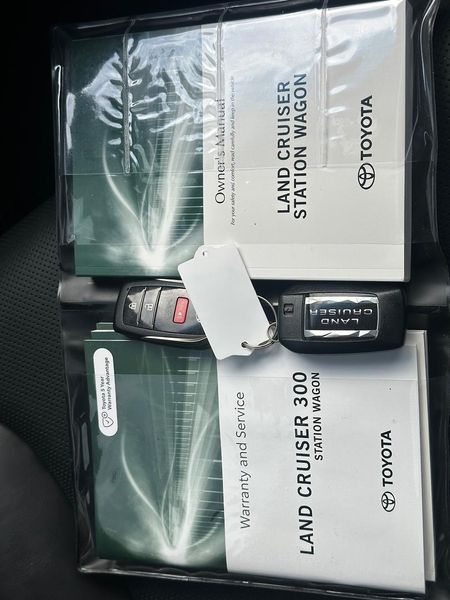 Owner's Manual
For your safety and comfort, read carefully and keep in the vehicle.
LAND CRUISER
STATION WAGON
TOYOTA
LAND
CRUISER
Toyota 5 Year
Warranty Advantage
Warranty and Service
LAND CRUISER 300
STATION WAGON
TOYOTA